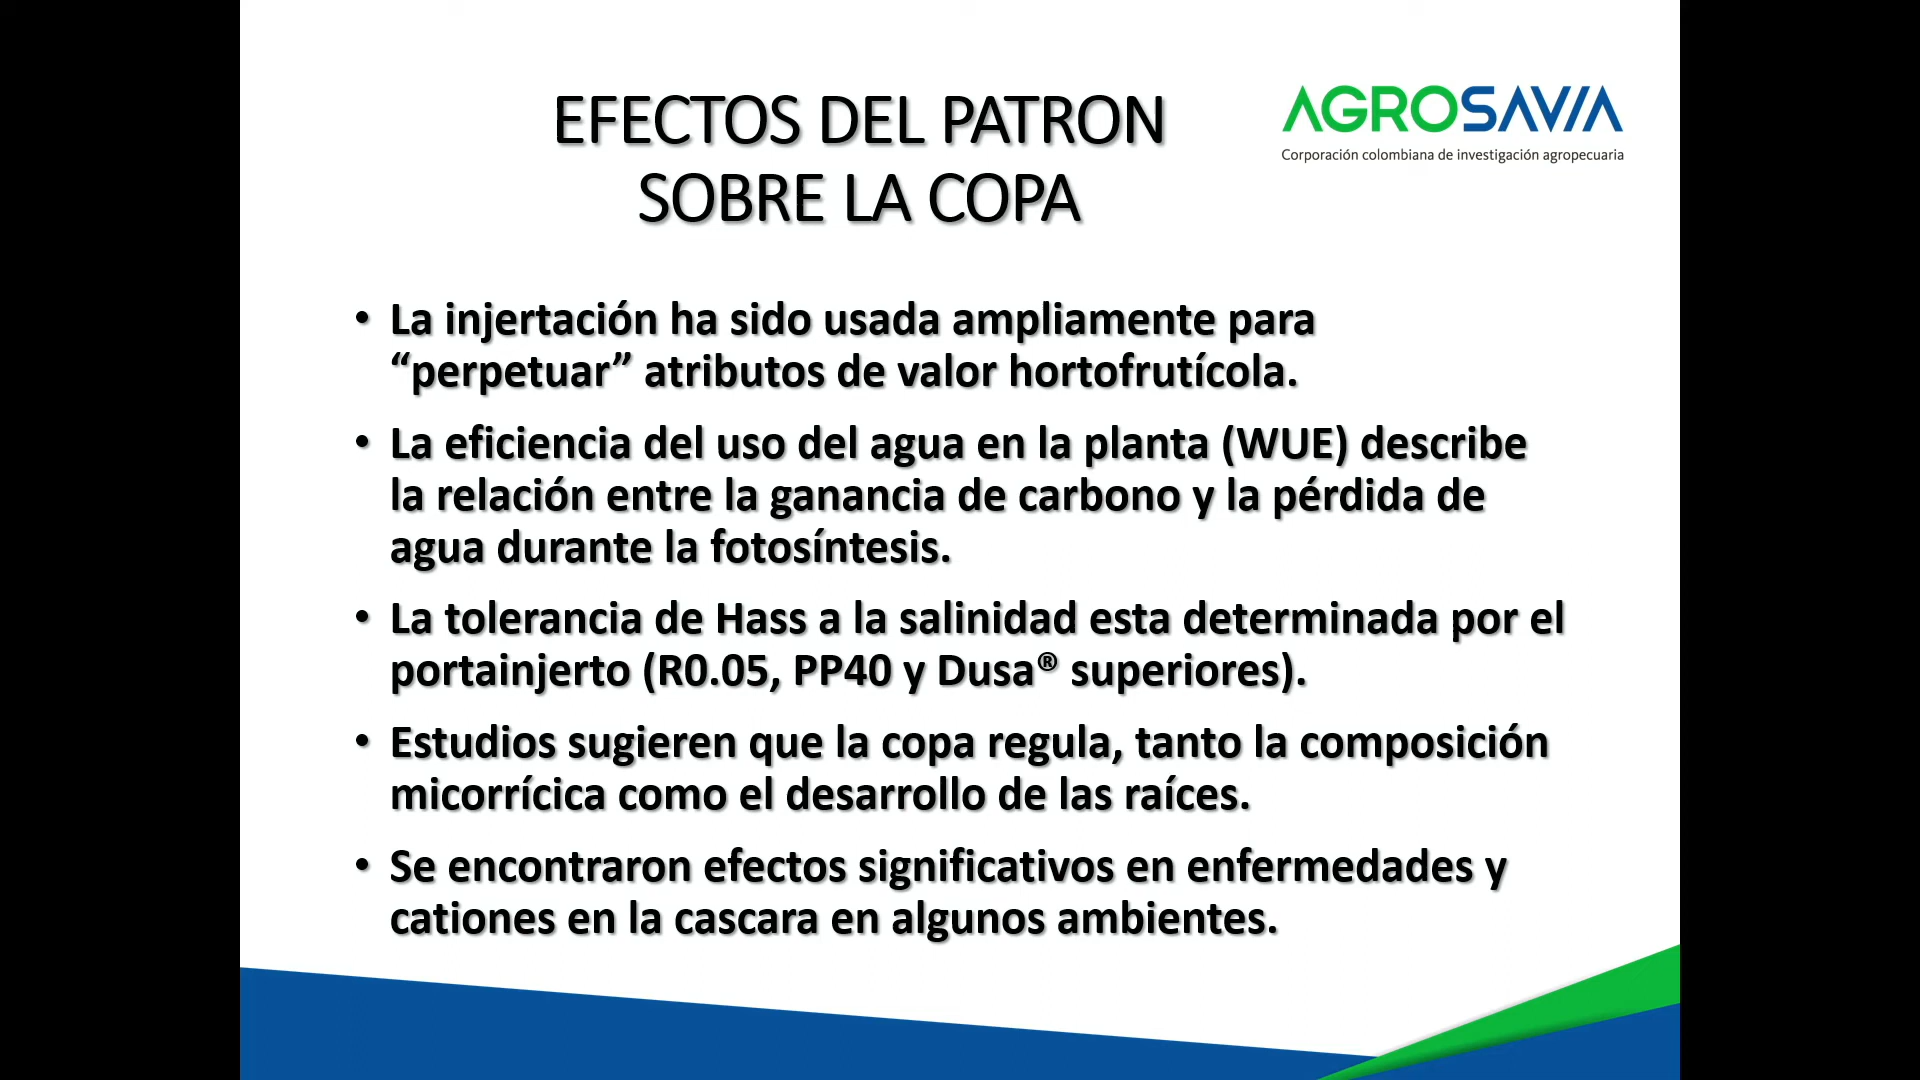 EFECTOS DEL PATRON
SOBRE LA COPA
AGROSAVIA
Corporación colombiana de investigación agropecuaria
• La injertación ha sido usada ampliamente para
“perpetuar” atributos de valor hortofrutícola.
• La eficiencia del uso del agua en la planta (WUE) describe
la relación entre la ganancia de carbono y la pérdida de
agua durante la fotosíntesis.
• La tolerancia de Hass a la salinidad esta determinada por el
portainjerto (R0.05, PP40 y Dusa® superiores).
• Estudios sugieren que la copa regula, tanto la composición
micorrícica como el desarrollo de las raíces.
• Se encontraron efectos significativos en enfermedades y
cationes en la cascara en algunos ambientes.